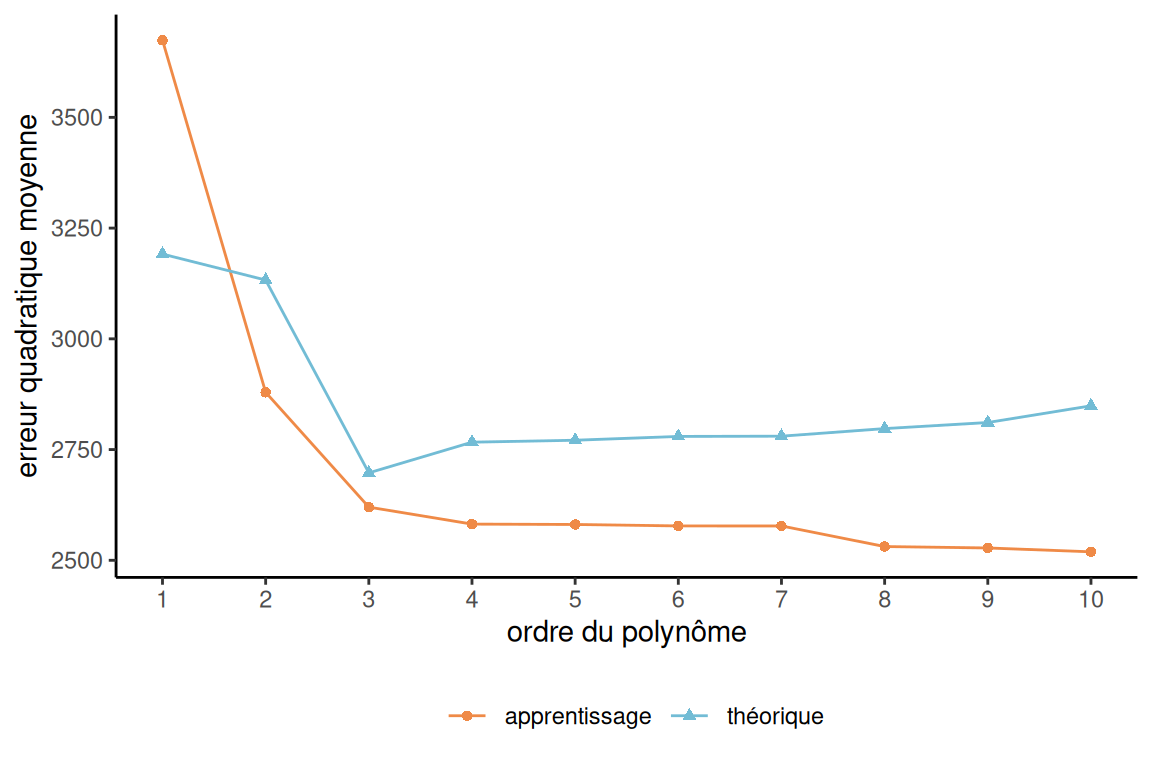 erreur quadratique moyenne
3500
3250
3000
2750
2500
1 2 3 4 5 6 7 8 9 10
ordre du polynôme
apprentissage théorique